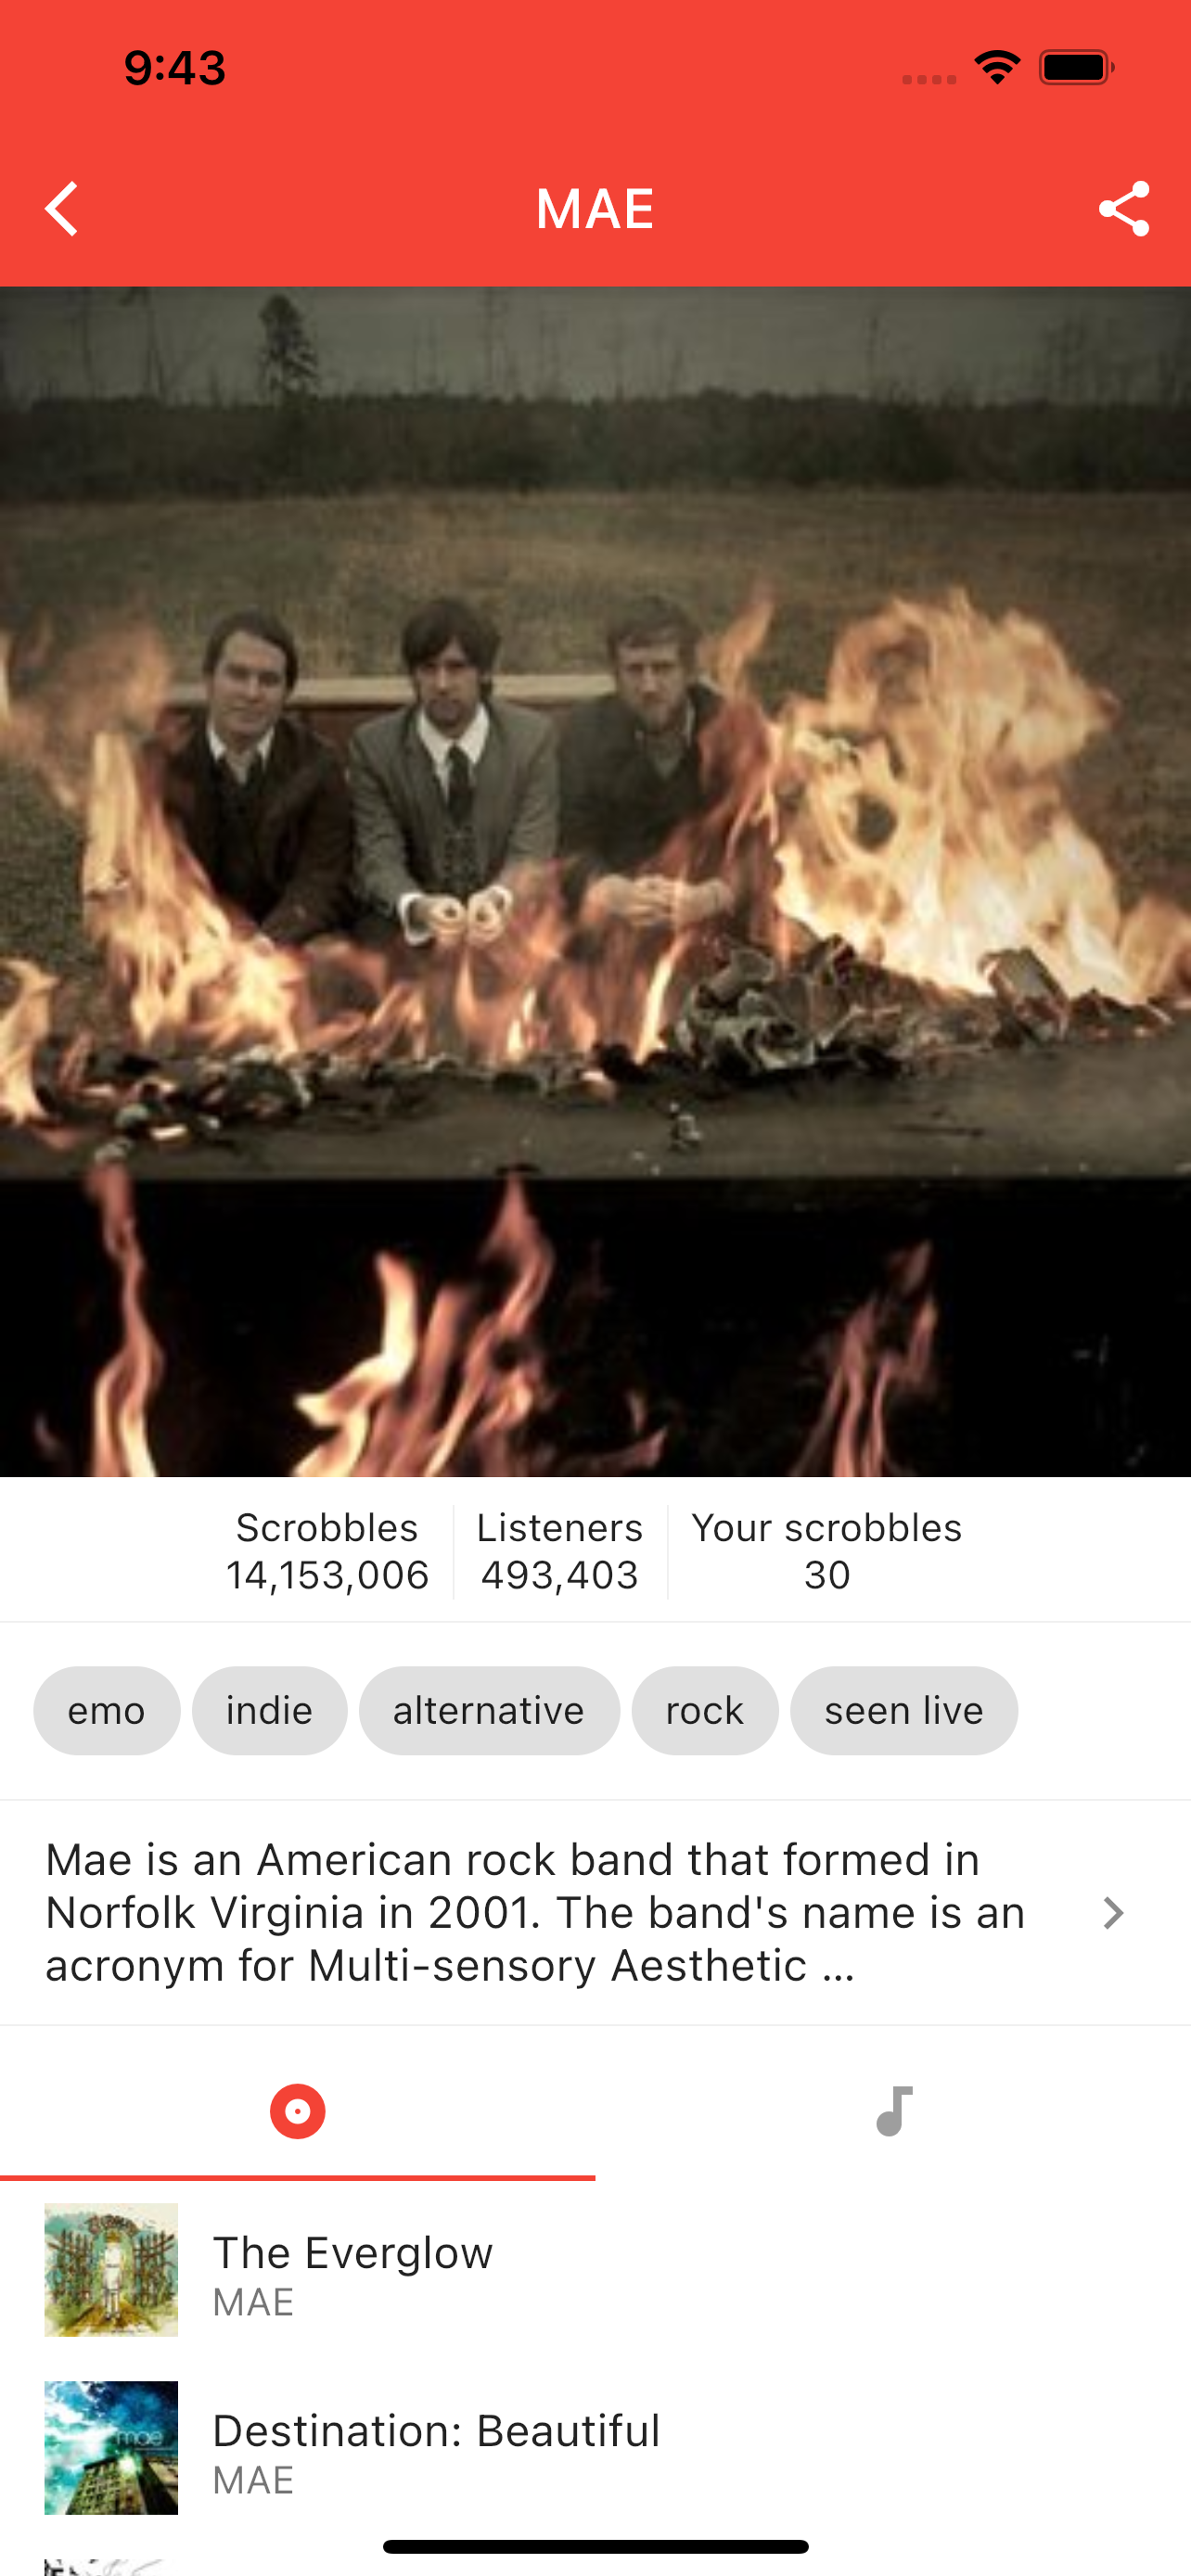 9:43
MAE
Scrobbles
14,153,006
Listeners
493,403
Your scrobbles
30
emo
indie
alternative
rock
seen live
Mae is an American rock band that formed in
Norfolk Virginia in 2001. The band's name is an
acronym for Multi-sensory Aesthetic ...
The Everglow
MAE
mae
Destination: Beautiful
MAE